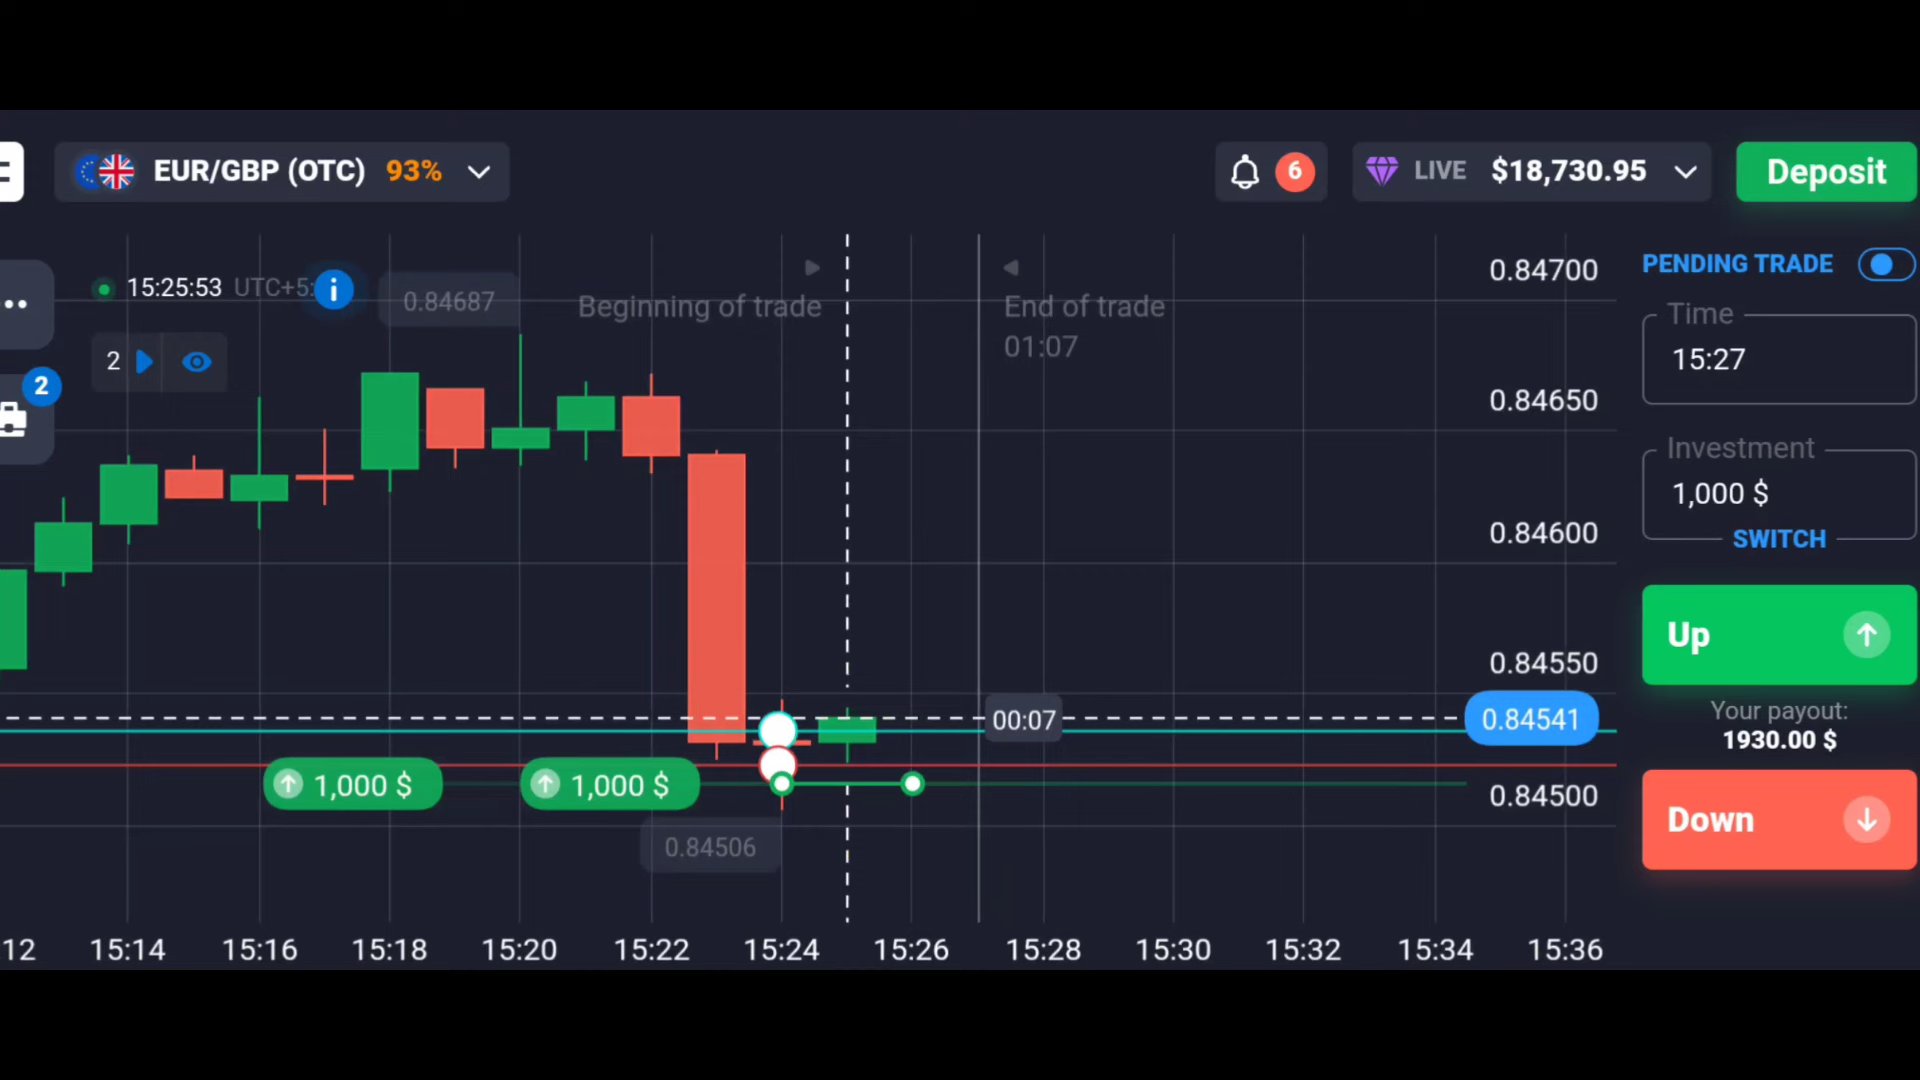 EUR/GBP (OTC) 93%
6
LIVE $18,730.95
Deposit
15:25:53 UTC+5:
0.84687
Beginning of trade
End of trade
01:07
2
2
0.84700
0.84650
0.84600
0.84550
0.84541
0.84500
00:07
1,000 $
1,000 $
0.84506
PENDING TRADE
Time
15:27
Investment
1,000 $
SWITCH
Up
Your payout:
1930.00 $
Down
12 15:14 15:16 15:18 15:20 15:22 15:24 15:26 15:28 15:30 15:32 15:34 15:36